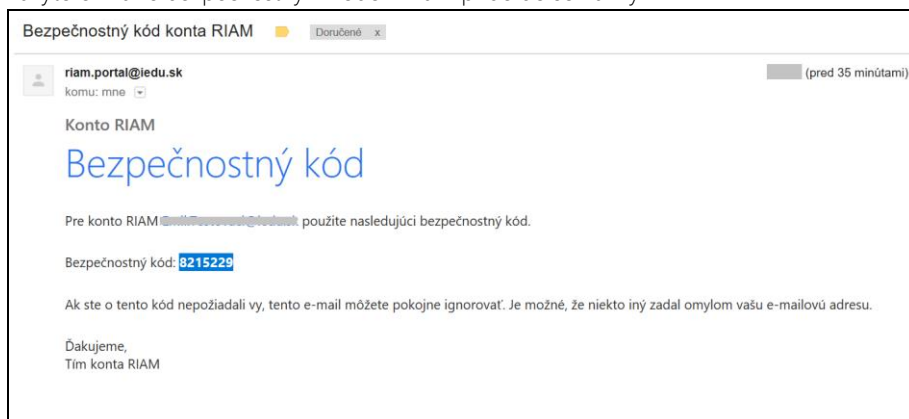 Bezpečnostný kód konta RIAM Doručené x
riam.portal@iedu.sk (pred 35 minútami)
komu: mne
Konto RIAM
Bezpečnostný kód
Pre konto RIAM použite nasledujúci bezpečnostný kód.
Bezpečnostný kód: 8215229
Ak ste o tento kód nepožiadali vy, tento e-mail môžete pokojne ignorovať. Je možné, že niekto iný zadal omylom vašu e-mailovú adresu.
Ďakujeme,
Tím konta RIAM